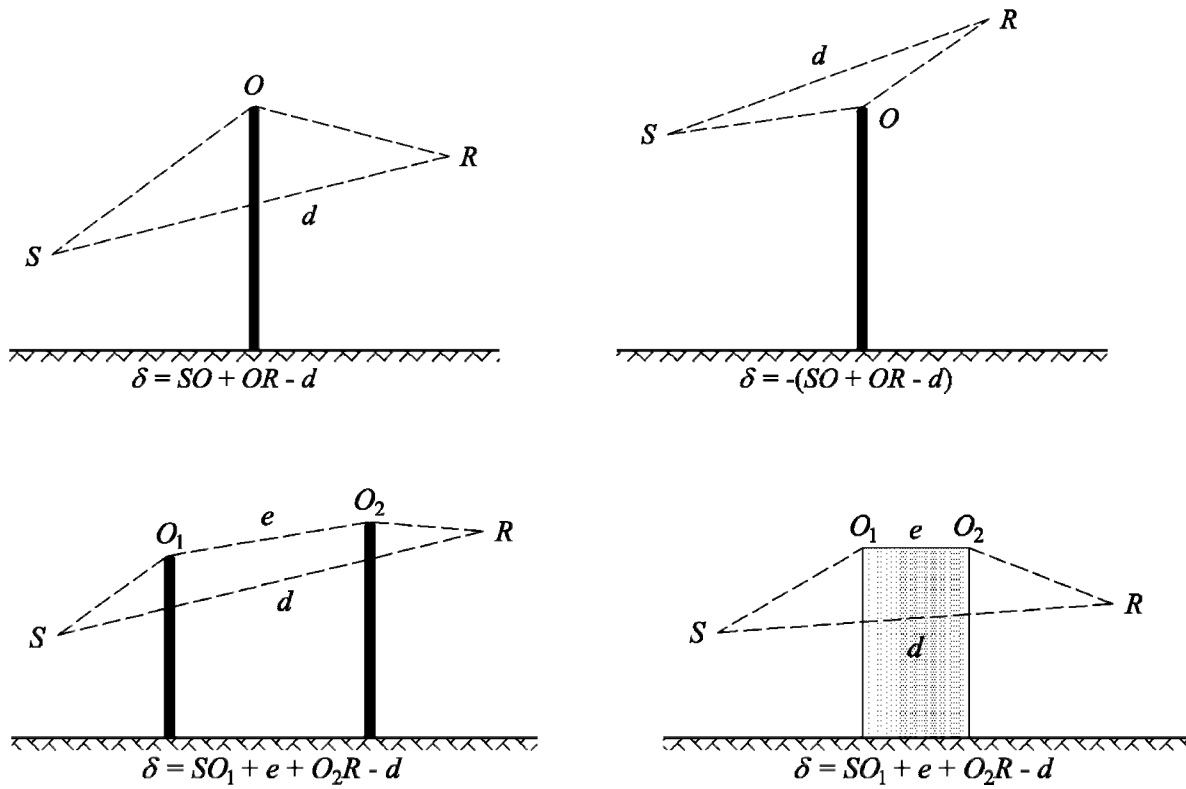 O
S
R
d
δ = SO + OR - d
d
R
S
O
δ = -(SO + OR - d)
O₁
e
O₂
S
R
d
δ = SO₁ + e + O₂R - d
O₁
e
O₂
S
R
d
δ = SO₁ + e + O₂R - d